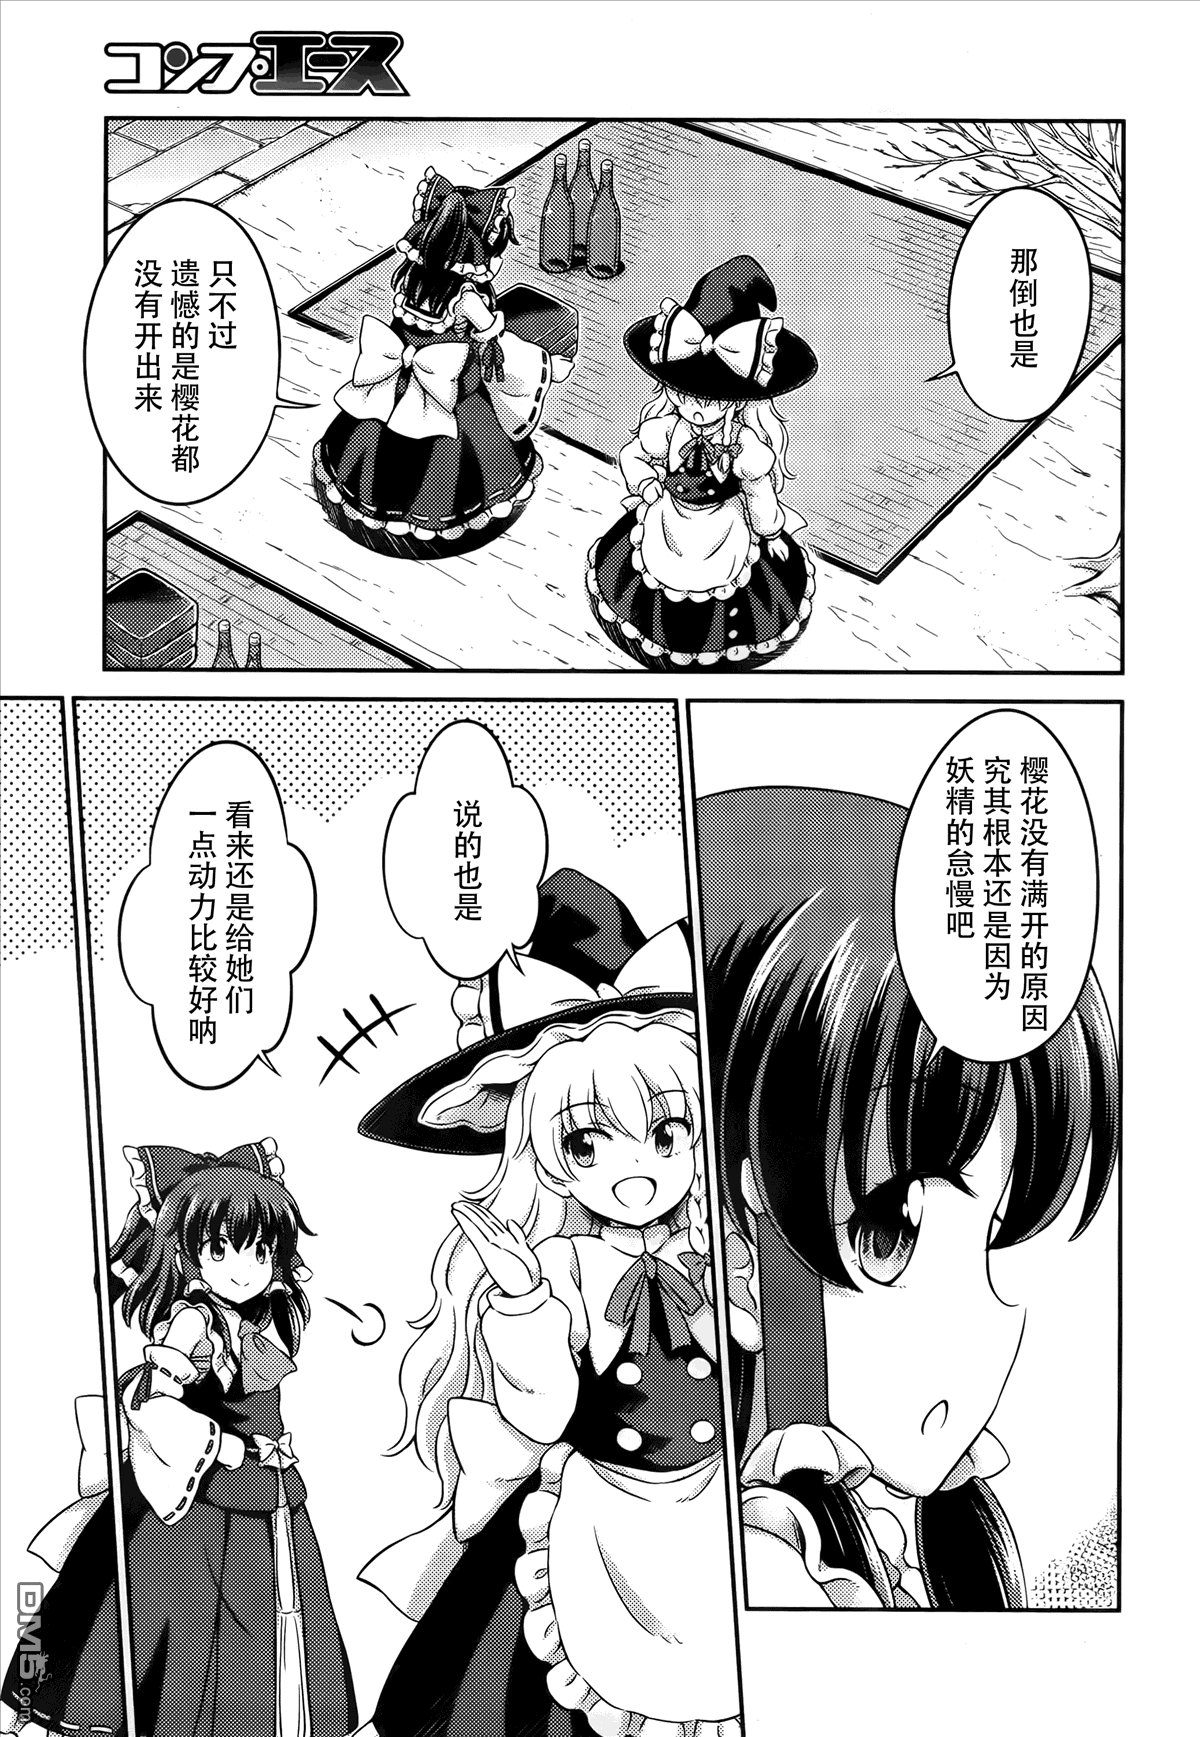 コンプエース
那倒也是
只不过
遗憾的是樱花都
没有开出来
樱花没有满开的原因
究其根本还是因为
妖精的怠慢吧
说的也是
看来还是给她们
一点动力比较好呐
DM5.com